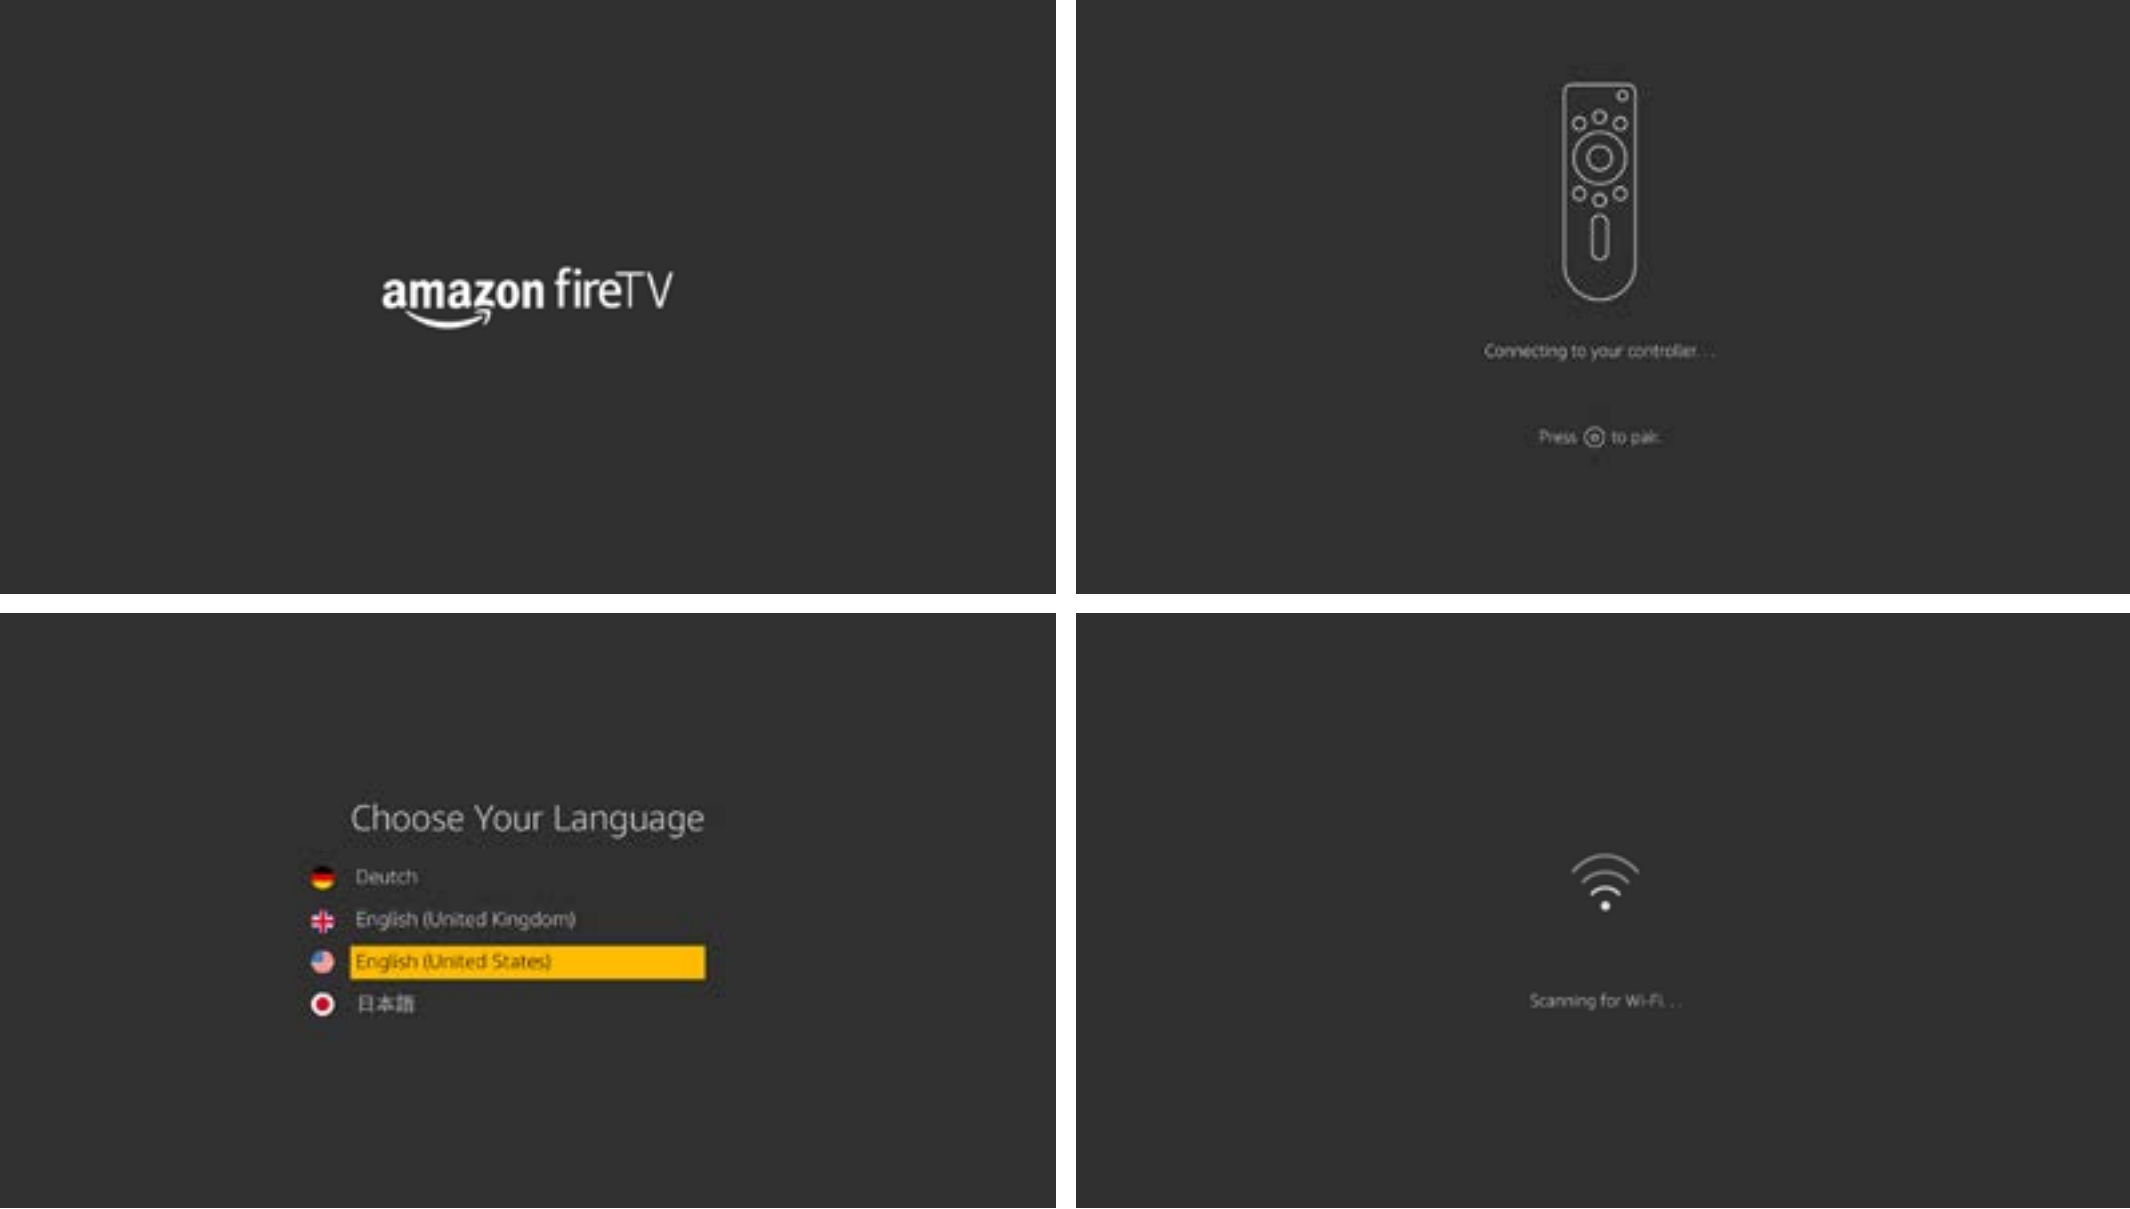 amazon fireTV
Connecting to your controller. . .
Press to pair.
Choose Your Language
Deutch
English (United Kingdom)
English (United States)
日本語
Scanning for Wi-Fi. . .